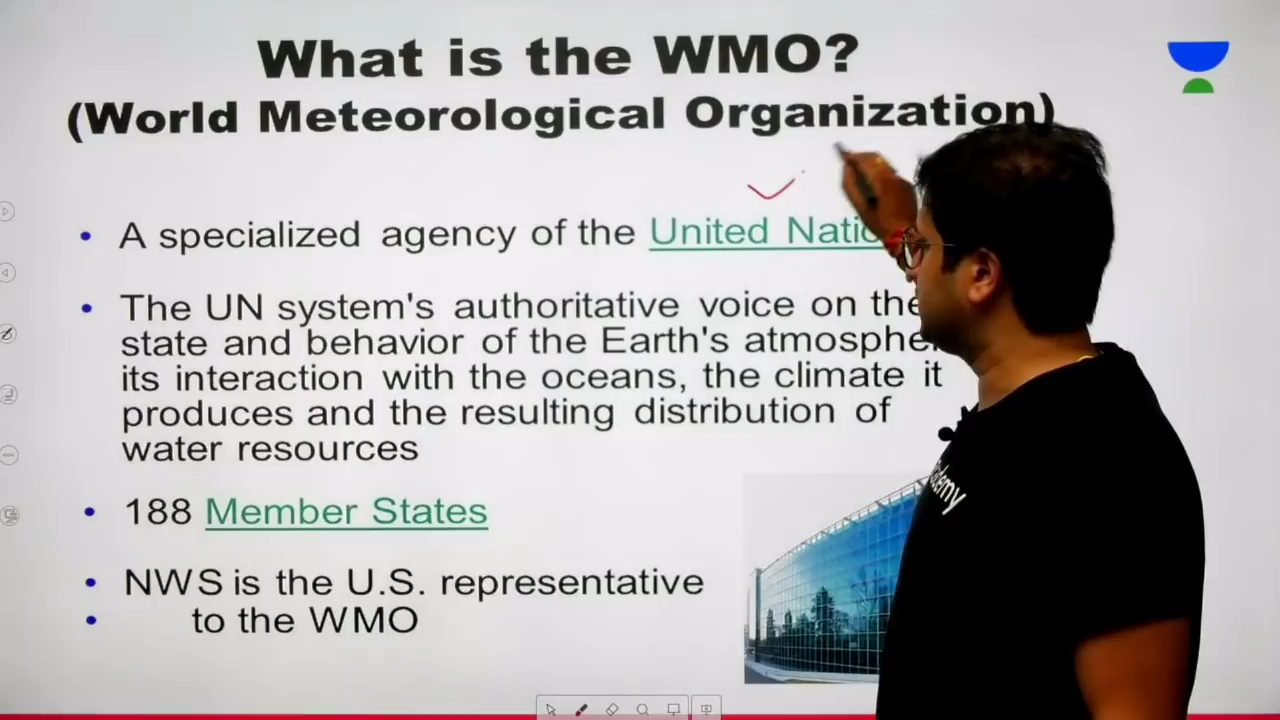 What is the WMO?
(World Meteorological Organization)
• A specialized agency of the United
• The UN system's authoritative voice on the
state and behavior of the Earth's
its interaction with the oceans, the climate it
produces and the resulting distribution of
water resources
• 188 Member States
• NWS is the U.S. representative
• to the WMO